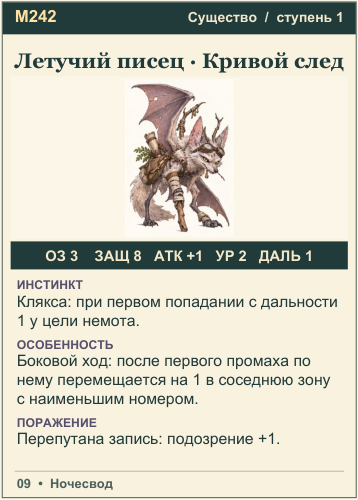 M242
Существо / ступень 1
Летучий писец · Кривой след
ОЗ 3 ЗАЩ 8 АТК +1 УР 2 ДАЛЬ 1
ИНСТИНКТ
Клякса: при первом попадании с дальности
1 у цели немота.
ОСОБЕННОСТЬ
Боковой ход: после первого промаха по
нему перемещается на 1 в соседнюю зону
с наименьшим номером.
ПОРАЖЕНИЕ
Перепутана запись: подозрение +1.
09 • Ночесвод